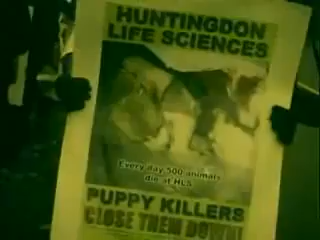 HUNTINGDON
LIFE SCIENCES
Every day 500 animals
die at HLS
PUPPY KILLERS
CLOSE THEM DOWN!